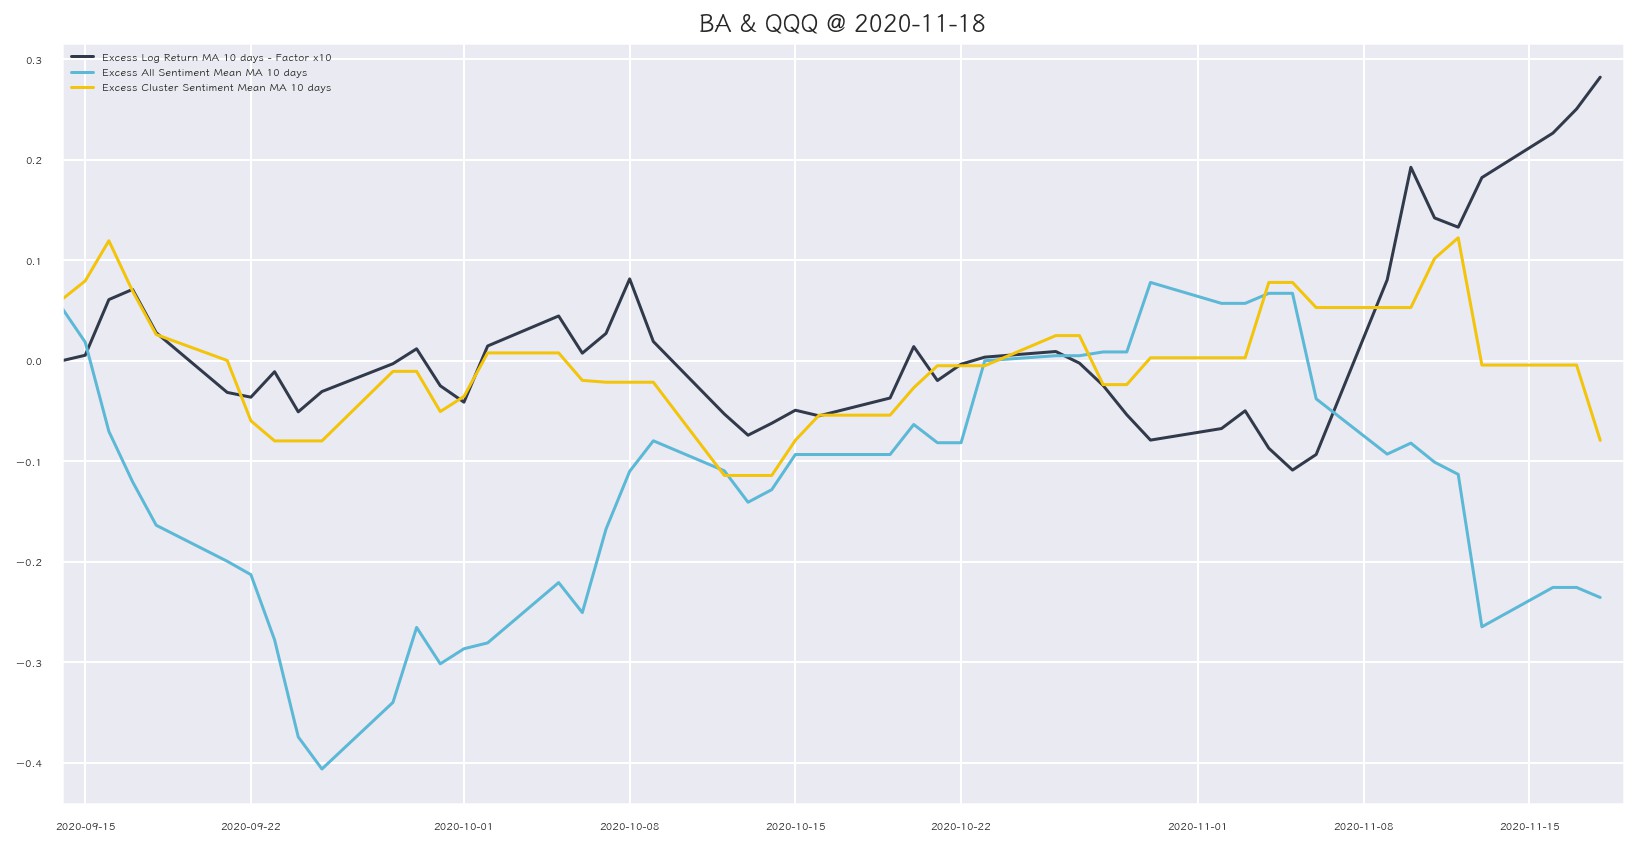 BA & QQQ @ 2020-11-18
Excess Log Return MA 10 days - Factor x10
Excess All Sentiment Mean MA 10 days
Excess Cluster Sentiment Mean MA 10 days
0.3
0.2
0.1
0.0
−0.1
−0.2
−0.3
−0.4
2020-09-15 2020-09-22 2020-10-01 2020-10-08 2020-10-15 2020-10-22 2020-11-01 2020-11-08 2020-11-15